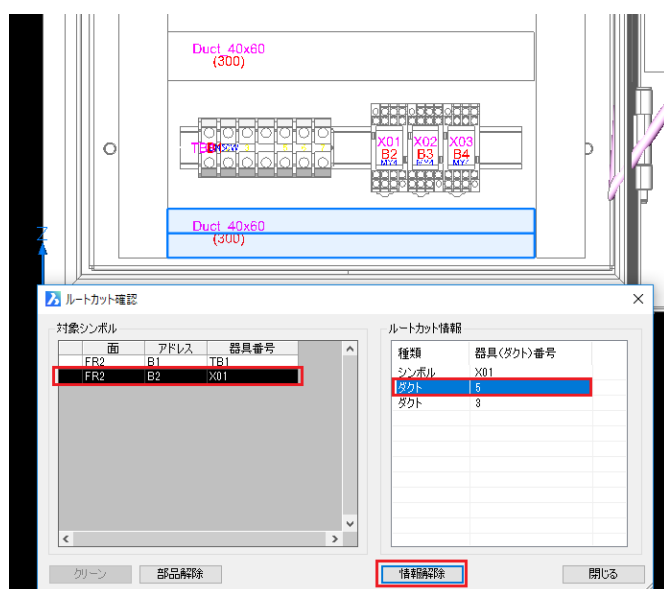 Duct_40x60
(300)
X01 X02 X03
B2 B3 B4
MY4 MY4 MY4
Duct_40x60
(300)
Z
ルートカット確認
対象シンボル
面 アドレス 器具番号
FR2 B1 TB1
FR2 B2 X01
クリーン 部品解除
ルートカット情報
種類 器具(ダクト)番号
シンボル X01
ダクト 5
ダクト 3
情報解除 閉じる